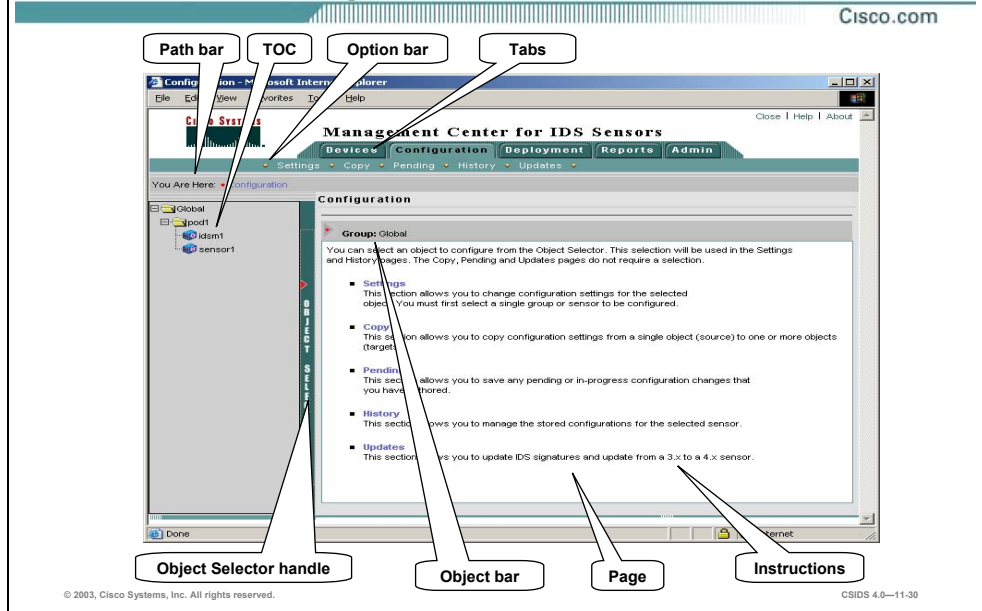 Cisco.com
Path bar
TOC
Option bar
Tabs
File
View
Help
Close | Help | About
Management Center for IDS Sensors
Devices
Configuration
Deployment
Reports
Admin
Settings
Copy
Pending
History
Updates
You Are Here:
Configuration
Global
pod1
idsm1
sensor1
Configuration
Group: Global
You can select an object to configure from the Object Selector. This selection will be used in the Settings
and History pages. The Copy, Pending and Updates pages do not require a selection.
Settings
This section allows you to change configuration settings for the selected
object. You must first select a single group or sensor to be configured.
Copy
This section allows you to copy configuration settings from a single object (source) to one or more objects
(targets
Pending
This section allows you to save any pending or in-progress configuration changes that
you have authored.
History
This section allows you to manage the stored configurations for the selected sensor.
Updates
This section allows you to update IDS signatures and update from a 3.x to a 4.x sensor.
OBJECT
Done
Object Selector handle
Object bar
Page
Instructions
© 2003, Cisco Systems, Inc. All rights reserved.
CSIDS 4.0—11-30